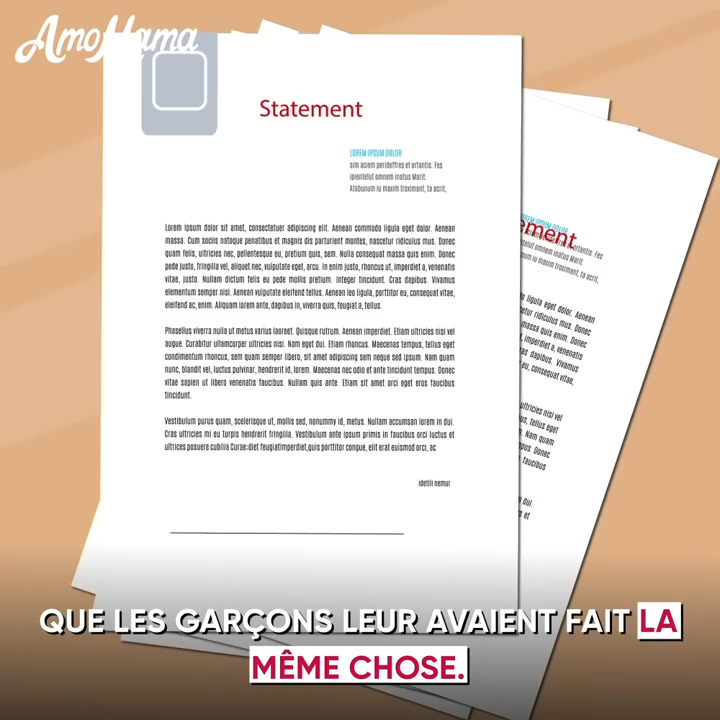 AmoMama
Statement
LOREM IPSUM DOLOR
sim aciem perideffres et ortantis. Fes
ipientelut omnem inatus Marit.
Atabunum iu maxim traximant, ta acrit,
Lorem ipsum dolor sit amet, consectetuer adipiscing elit. Aenean commodo ligula eget dolor. Aenean
massa. Cum sociis natoque penatibus et magnis dis parturient montes, nascetur ridiculus mus. Donec
quam felis, ultricies nec, pellentesque eu, pretium quis, sem. Nulla consequat massa quis enim. Donec
pede justo, fringilla vel, aliquet nec, vulputate eget, arcu. In enim justo, rhoncus ut, imperdiet a, venenatis
vitae, justo. Nullam dictum felis eu pede mollis pretium. Integer tincidunt. Cras dapibus. Vivamus
elementum semper nisi. Aenean vulputate eleifend tellus. Aenean leo ligula, porttitor eu, consequat vitae,
eleifend ac, enim. Aliquam lorem ante, dapibus in, viverra quis, feugiat a, tellus.
Phasellus viverra nulla ut metus varius laoreet. Quisque rutrum. Aenean imperdiet. Etiam ultricies nisi vel
augue. Curabitur ullamcorper ultricies nisi. Nam eget dui. Etiam rhoncus. Maecenas tempus, tellus eget
condimentum rhoncus, sem quam semper libero, sit amet adipiscing sem neque sed ipsum. Nam quam
nunc, blandit vel, luctus pulvinar, hendrerit id, lorem. Maecenas nec odio et ante tincidunt tempus. Donec
vitae sapien ut libero venenatis faucibus. Nullam quis ante. Etiam sit amet orci eget eros faucibus
tincidunt.
Vestibulum purus quam, scelerisque ut, mollis sed, nonummy id, metus. Nullam accumsan lorem in dui.
Cras ultricies mi eu turpis hendrerit fringilla. Vestibulum ante ipsum primis in faucibus orci luctus et
ultrices posuere cubilia Curae;diet feugiatimperdiet,quis porttitor congue, elit erat euismod orci, ac
idetili nemur
QUE LES GARÇONS LEUR AVAIENT FAIT LA
MÊME CHOSE.